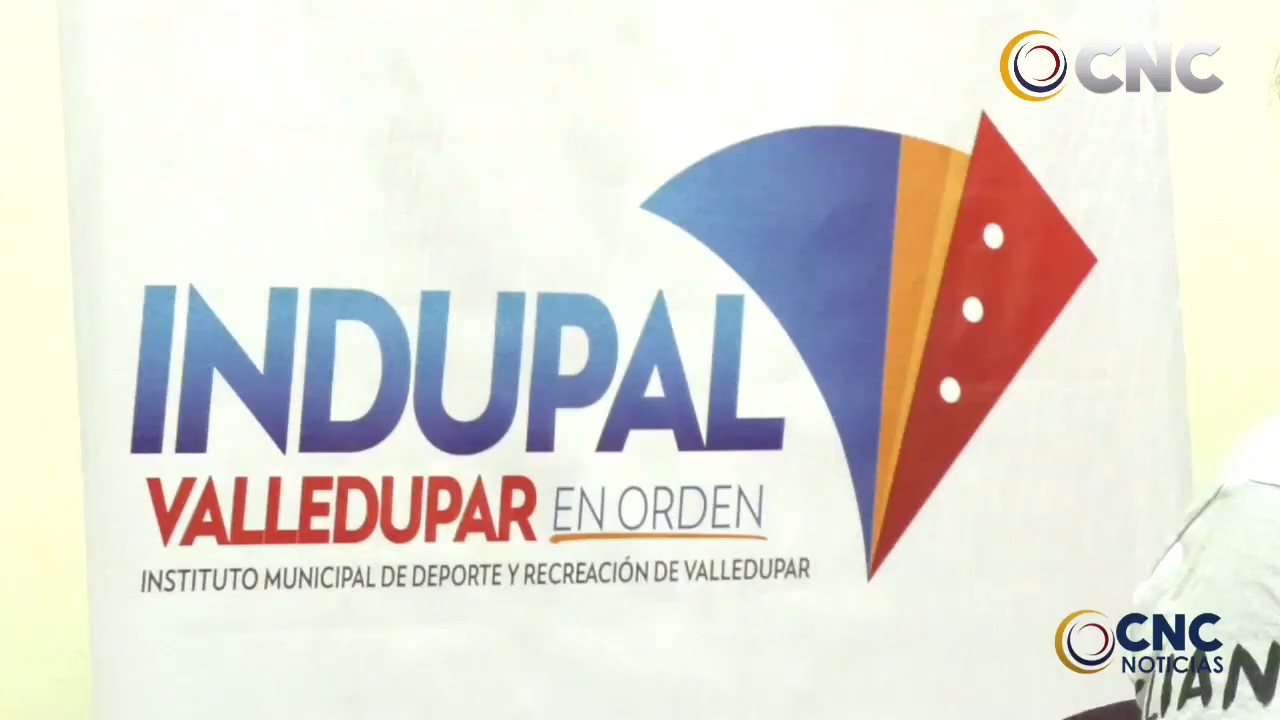 CNC
INDUPAL
VALLEDUPAR EN ORDEN
INSTITUTO MUNICIPAL DE DEPORTE Y RECREACIÓN DE VALLEDUPAR
CNC
NOTICIAS